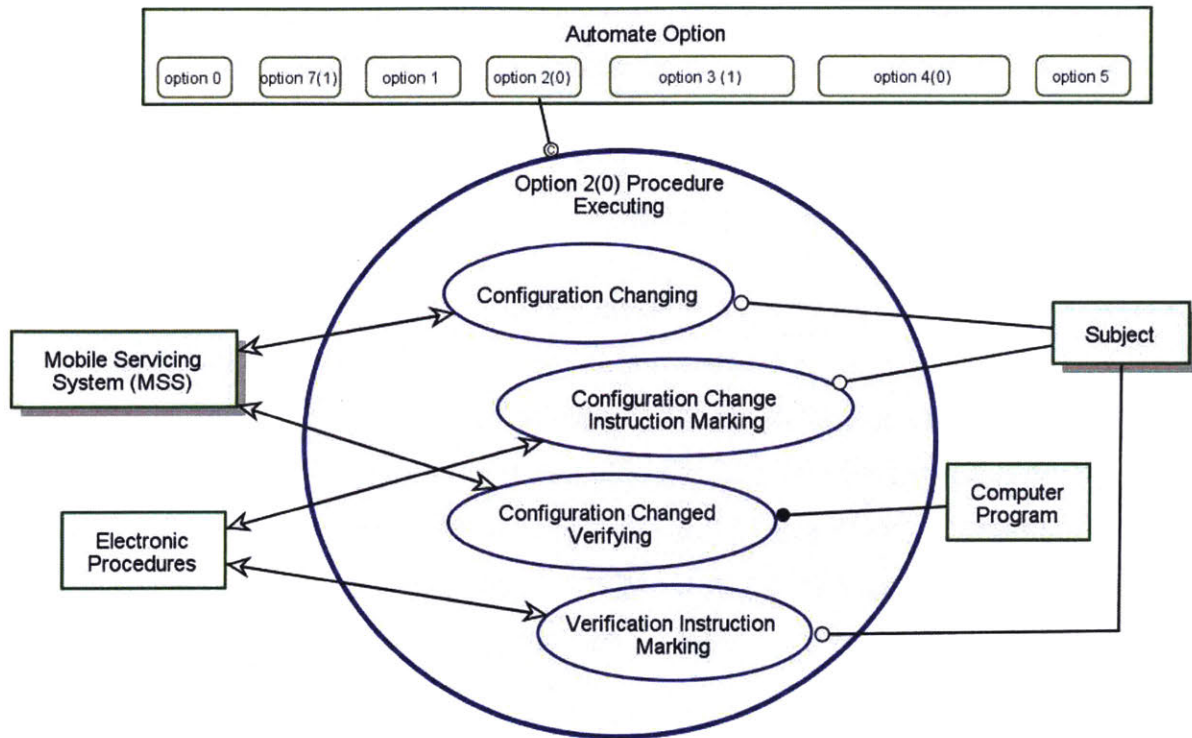 Automate Option
option 0
option 7(1)
option 1
option 2(0)
option 3 (1)
option 4(0)
option 5
©
Option 2(0) Procedure
Executing
Configuration Changing
Mobile Servicing
System (MSS)
Subject
Configuration Change
Instruction Marking
Configuration Changed
Verifying
Computer
Program
Electronic
Procedures
Verification Instruction
Marking